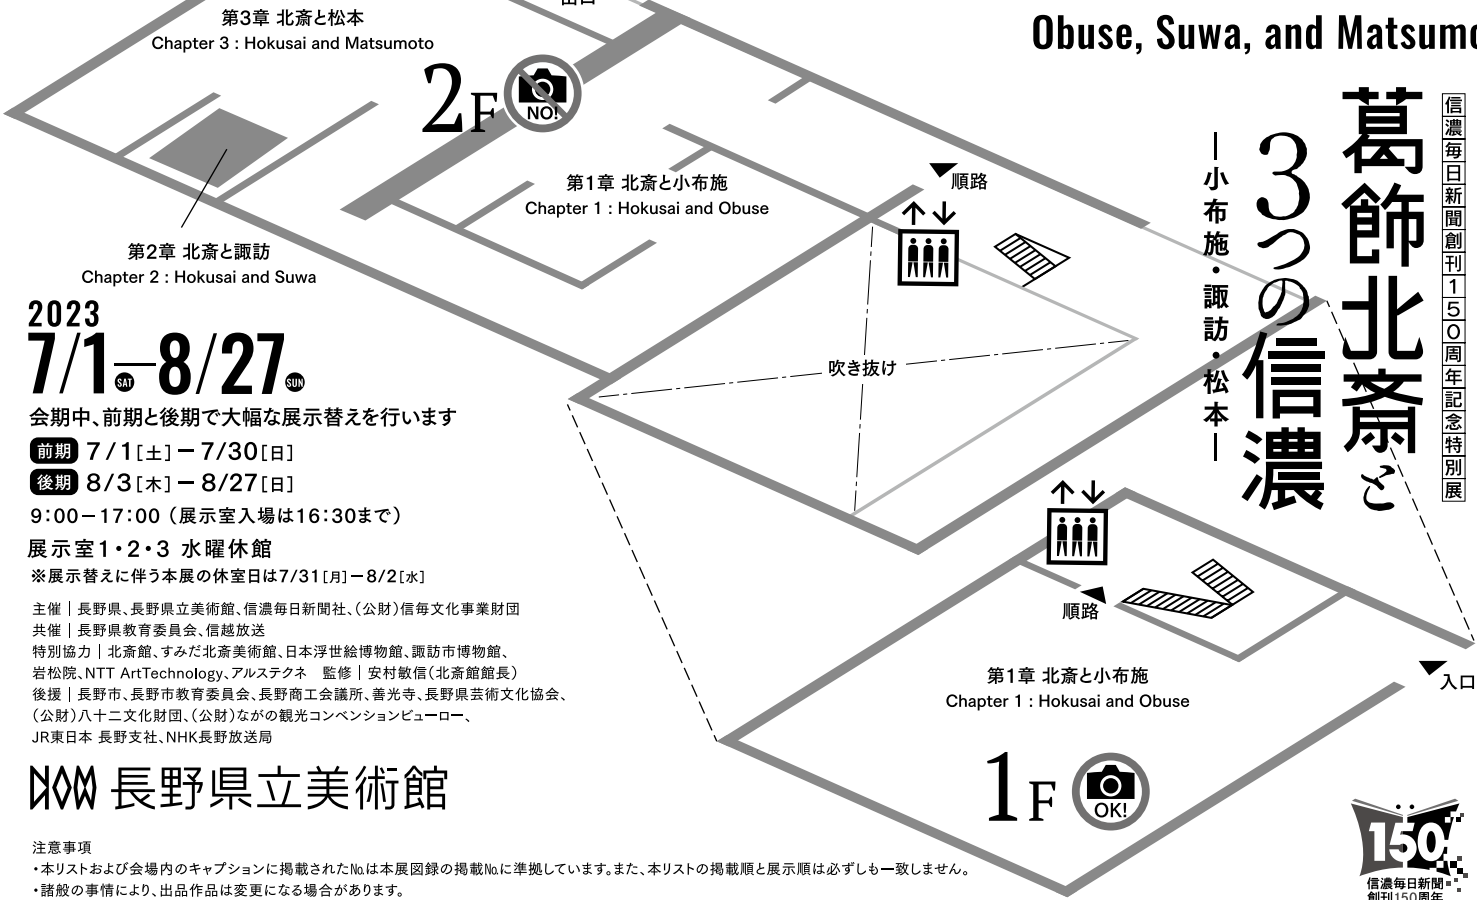 第3章 北斎と松本
Chapter 3 : Hokusai and Matsumoto
2F
NO!
第1章 北斎と小布施
Chapter 1 : Hokusai and Obuse
第2章 北斎と諏訪
Chapter 2 : Hokusai and Suwa
順路
吹き抜け
Obuse, Suwa, and Matsumo
信濃毎日新聞創刊150周年記念特別展
葛飾北斎と
3つの信濃
―小布施・諏訪・松本―
2023
7/1SAT―8/27SUN
会期中、前期と後期で大幅な展示替えを行います
前期 7/1[土]－7/30[日]
後期 8/3[木]－8/27[日]
9:00－17:00（展示室入場は16:30まで）
展示室1・2・3 水曜休館
※展示替えに伴う本展の休室日は7/31[月]－8/2[水]
主催｜長野県、長野県立美術館、信濃毎日新聞社、（公財）信毎文化事業財団
共催｜長野県教育委員会、信越放送
特別協力｜北斎館、すみだ北斎美術館、日本浮世絵博物館、諏訪市博物館、
岩松院、NTT ArtTechnology、アルステクネ　監修｜安村敏信（北斎館館長）
後援｜長野市、長野市教育委員会、長野商工会議所、善光寺、長野県芸術文化協会、
（公財）八十二文化財団、（公財）ながの観光コンベンションビューロー、
JR東日本 長野支社、NHK長野放送局
NAM 長野県立美術館
順路
入口
第1章 北斎と小布施
Chapter 1 : Hokusai and Obuse
1F
OK!
150
信濃毎日新聞
創刊150周年
注意事項
・本リストおよび会場内のキャプションに掲載された№は本展図録の掲載№に準拠しています。また、本リストの掲載順と展示順は必ずしも一致しません。
・諸般の事情により、出品作品は変更になる場合があります。